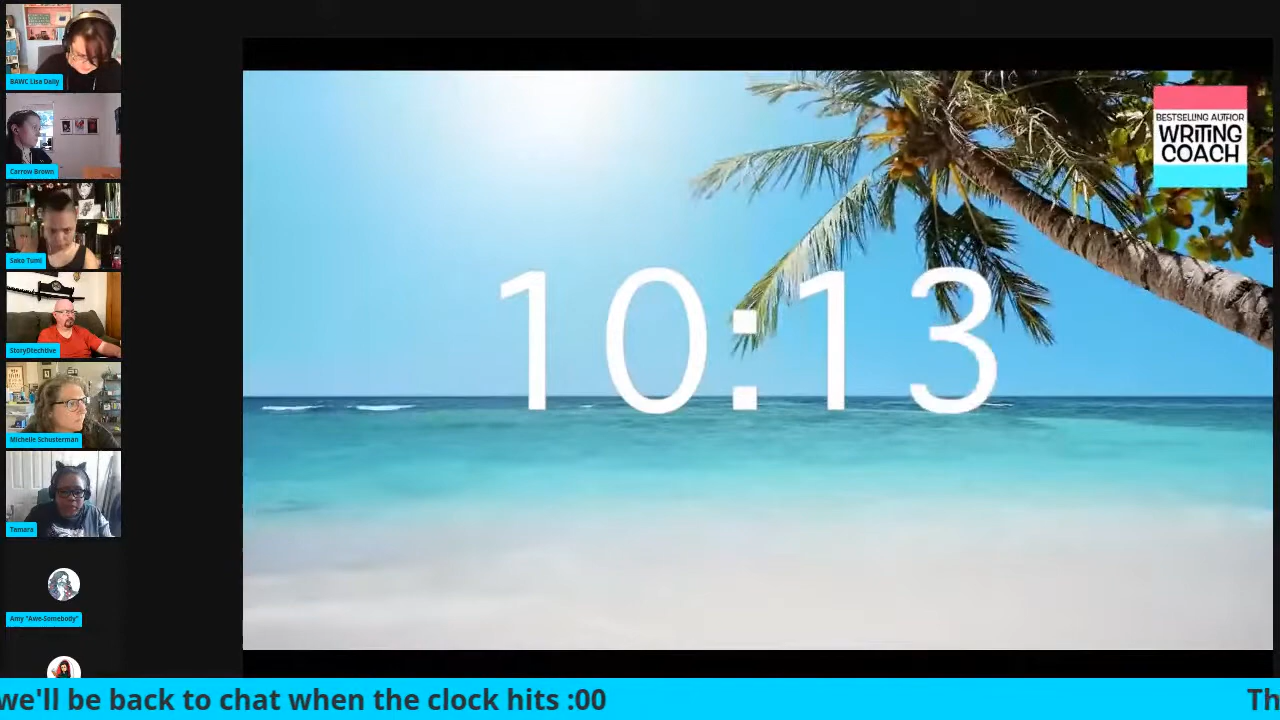 BAWC Lisa Daily
Carrow Brown
Sako Tumi
StoryDtechtive
Michelle Schusterman
Tamara
Amy "Awe-Somebody"
BESTSELLING AUTHOR
WRiTiNG
COACH
10:13
we'll be back to chat when the clock hits :00
Th